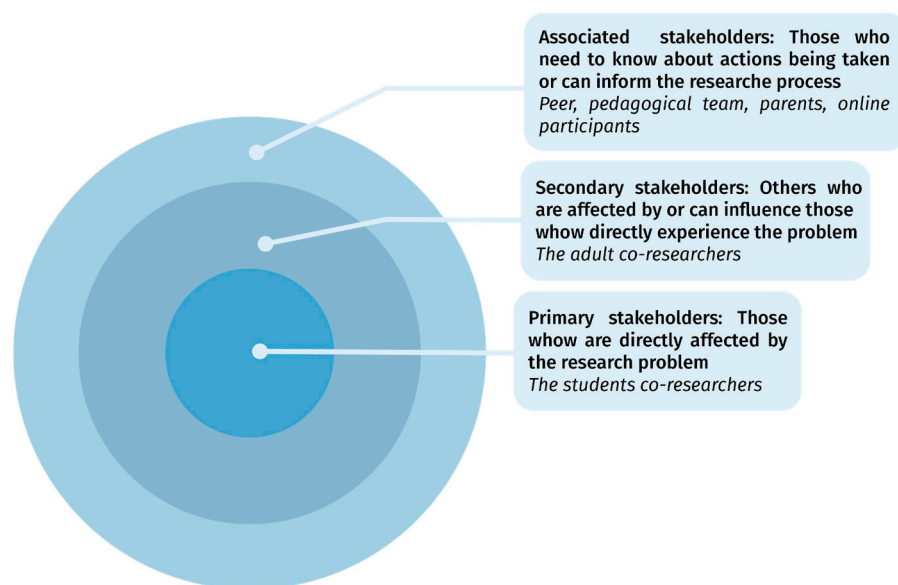 Associated stakeholders: Those who
need to know about actions being taken
or can inform the researche process
Peer, pedagogical team, parents, online
participants
Secondary stakeholders: Others who
are affected by or can influence those
whow directly experience the problem
The adult co-researchers
Primary stakeholders: Those
whow are directly affected by
the research problem
The students co-researchers